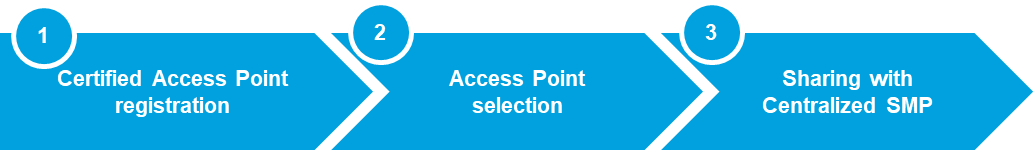 1
Certified Access Point
registration
2
Access Point
selection
3
Sharing with
Centralized SMP